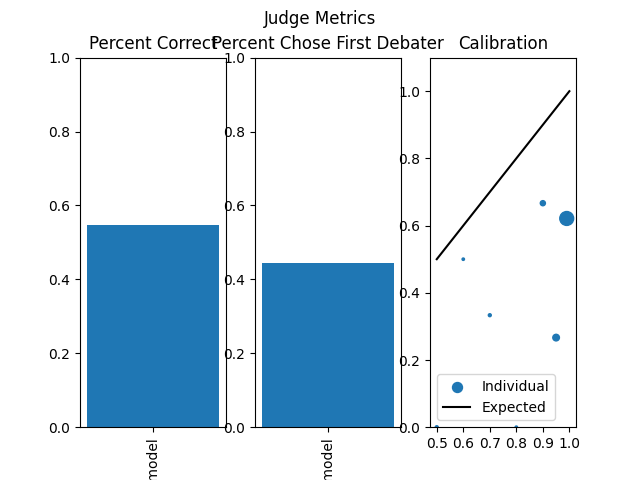 Judge Metrics
Percent Correct
Percent Chose First Debater
Calibration
1.0
0.8
0.6
0.4
0.2
0.0
model
1.0
0.8
0.6
0.4
0.2
0.0
model
1.0
0.8
0.6
0.4
0.2
0.0
Individual
Expected
0.5 0.6 0.7 0.8 0.9 1.0